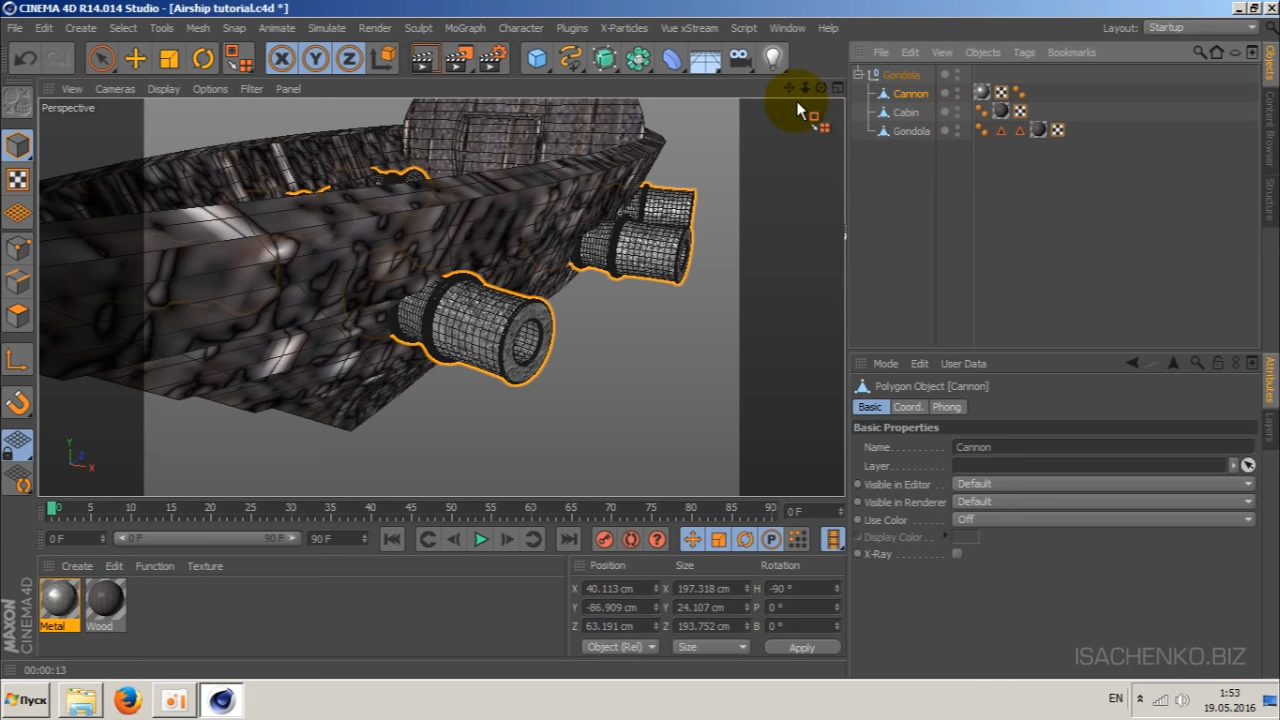 CINEMA 4D R14.014 Studio - [Airship tutorial.c4d *]
File Edit Create Select Tools Mesh Snap Animate Simulate Render Sculpt MoGraph Character Plugins X-Particles Vue xStream Script Window Help Layout: Startup
X Y Z
File Edit View Objects Tags Bookmarks
View Cameras Display Options Filter Panel
Perspective
Cannon
Cabin
Gondola
Objects
Content Browser
Structure
Y
Z
X
Mode Edit User Data
Polygon Object [Cannon]
Basic Coord. Phong
Basic Properties
Name Cannon
Layer
Visible in Editor Default
Visible in Renderer Default
Use Color Off
Display Color
X-Ray
Attributes
Layers
0 5 10 15 20 25 30 35 40 45 50 55 60 65 70 75 80 85 90 0 F
0 F 0 F 90 F 90 F
P
Create Edit Function Texture
Metal Wood
Position Size Rotation
X 40.113 cm X 197.318 cm H -90 °
Y -86.909 cm Y 24.107 cm P 0 °
Z 63.191 cm Z 193.752 cm B 0 °
Object (Rel) Size Apply
MAXON
CINEMA 4D
00:00:13
ISACHENKO.BIZ
Пуск
EN
1:53
19.05.2016